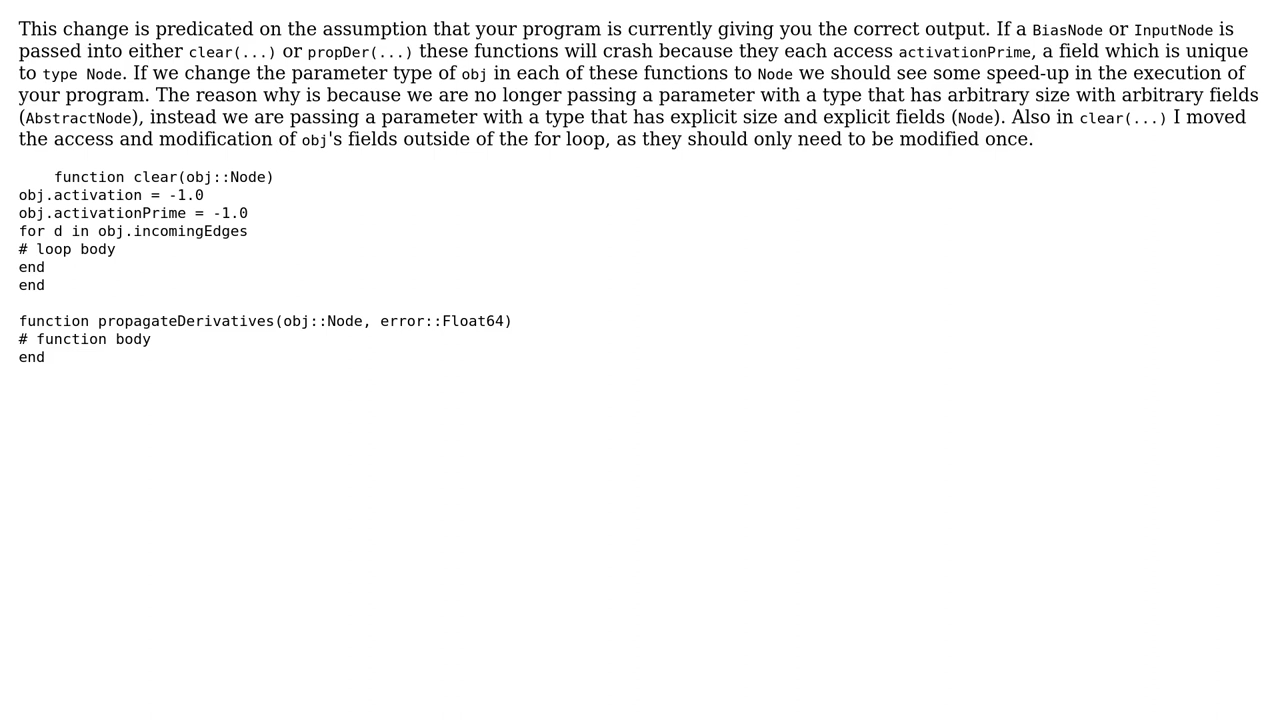 This change is predicated on the assumption that your program is currently giving you the correct output. If a BiasNode or InputNode is
passed into either clear(...) or propDer(...) these functions will crash because they each access activationPrime, a field which is unique
to type Node. If we change the parameter type of obj in each of these functions to Node we should see some speed-up in the execution of
your program. The reason why is because we are no longer passing a parameter with a type that has arbitrary size with arbitrary fields
(AbstractNode), instead we are passing a parameter with a type that has explicit size and explicit fields (Node). Also in clear(...) I moved
the access and modification of obj's fields outside of the for loop, as they should only need to be modified once.
    function clear(obj::Node)
obj.activation = -1.0
obj.activationPrime = -1.0
for d in obj.incomingEdges
# loop body
end
end
function propagateDerivatives(obj::Node, error::Float64)
# function body
end